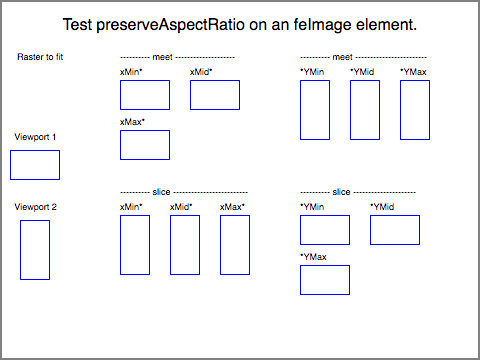 Test preserveAspectRatio on an feImage element.
Raster to fit
---------- meet --------------------
xMin* xMid*
xMax*
---------- meet ------------------------
*YMin *YMid *YMax
Viewport 1
Viewport 2
---------- slice -------------------------
xMin* xMid* xMax*
---------- slice ---------------------
*YMin *YMid
*YMax